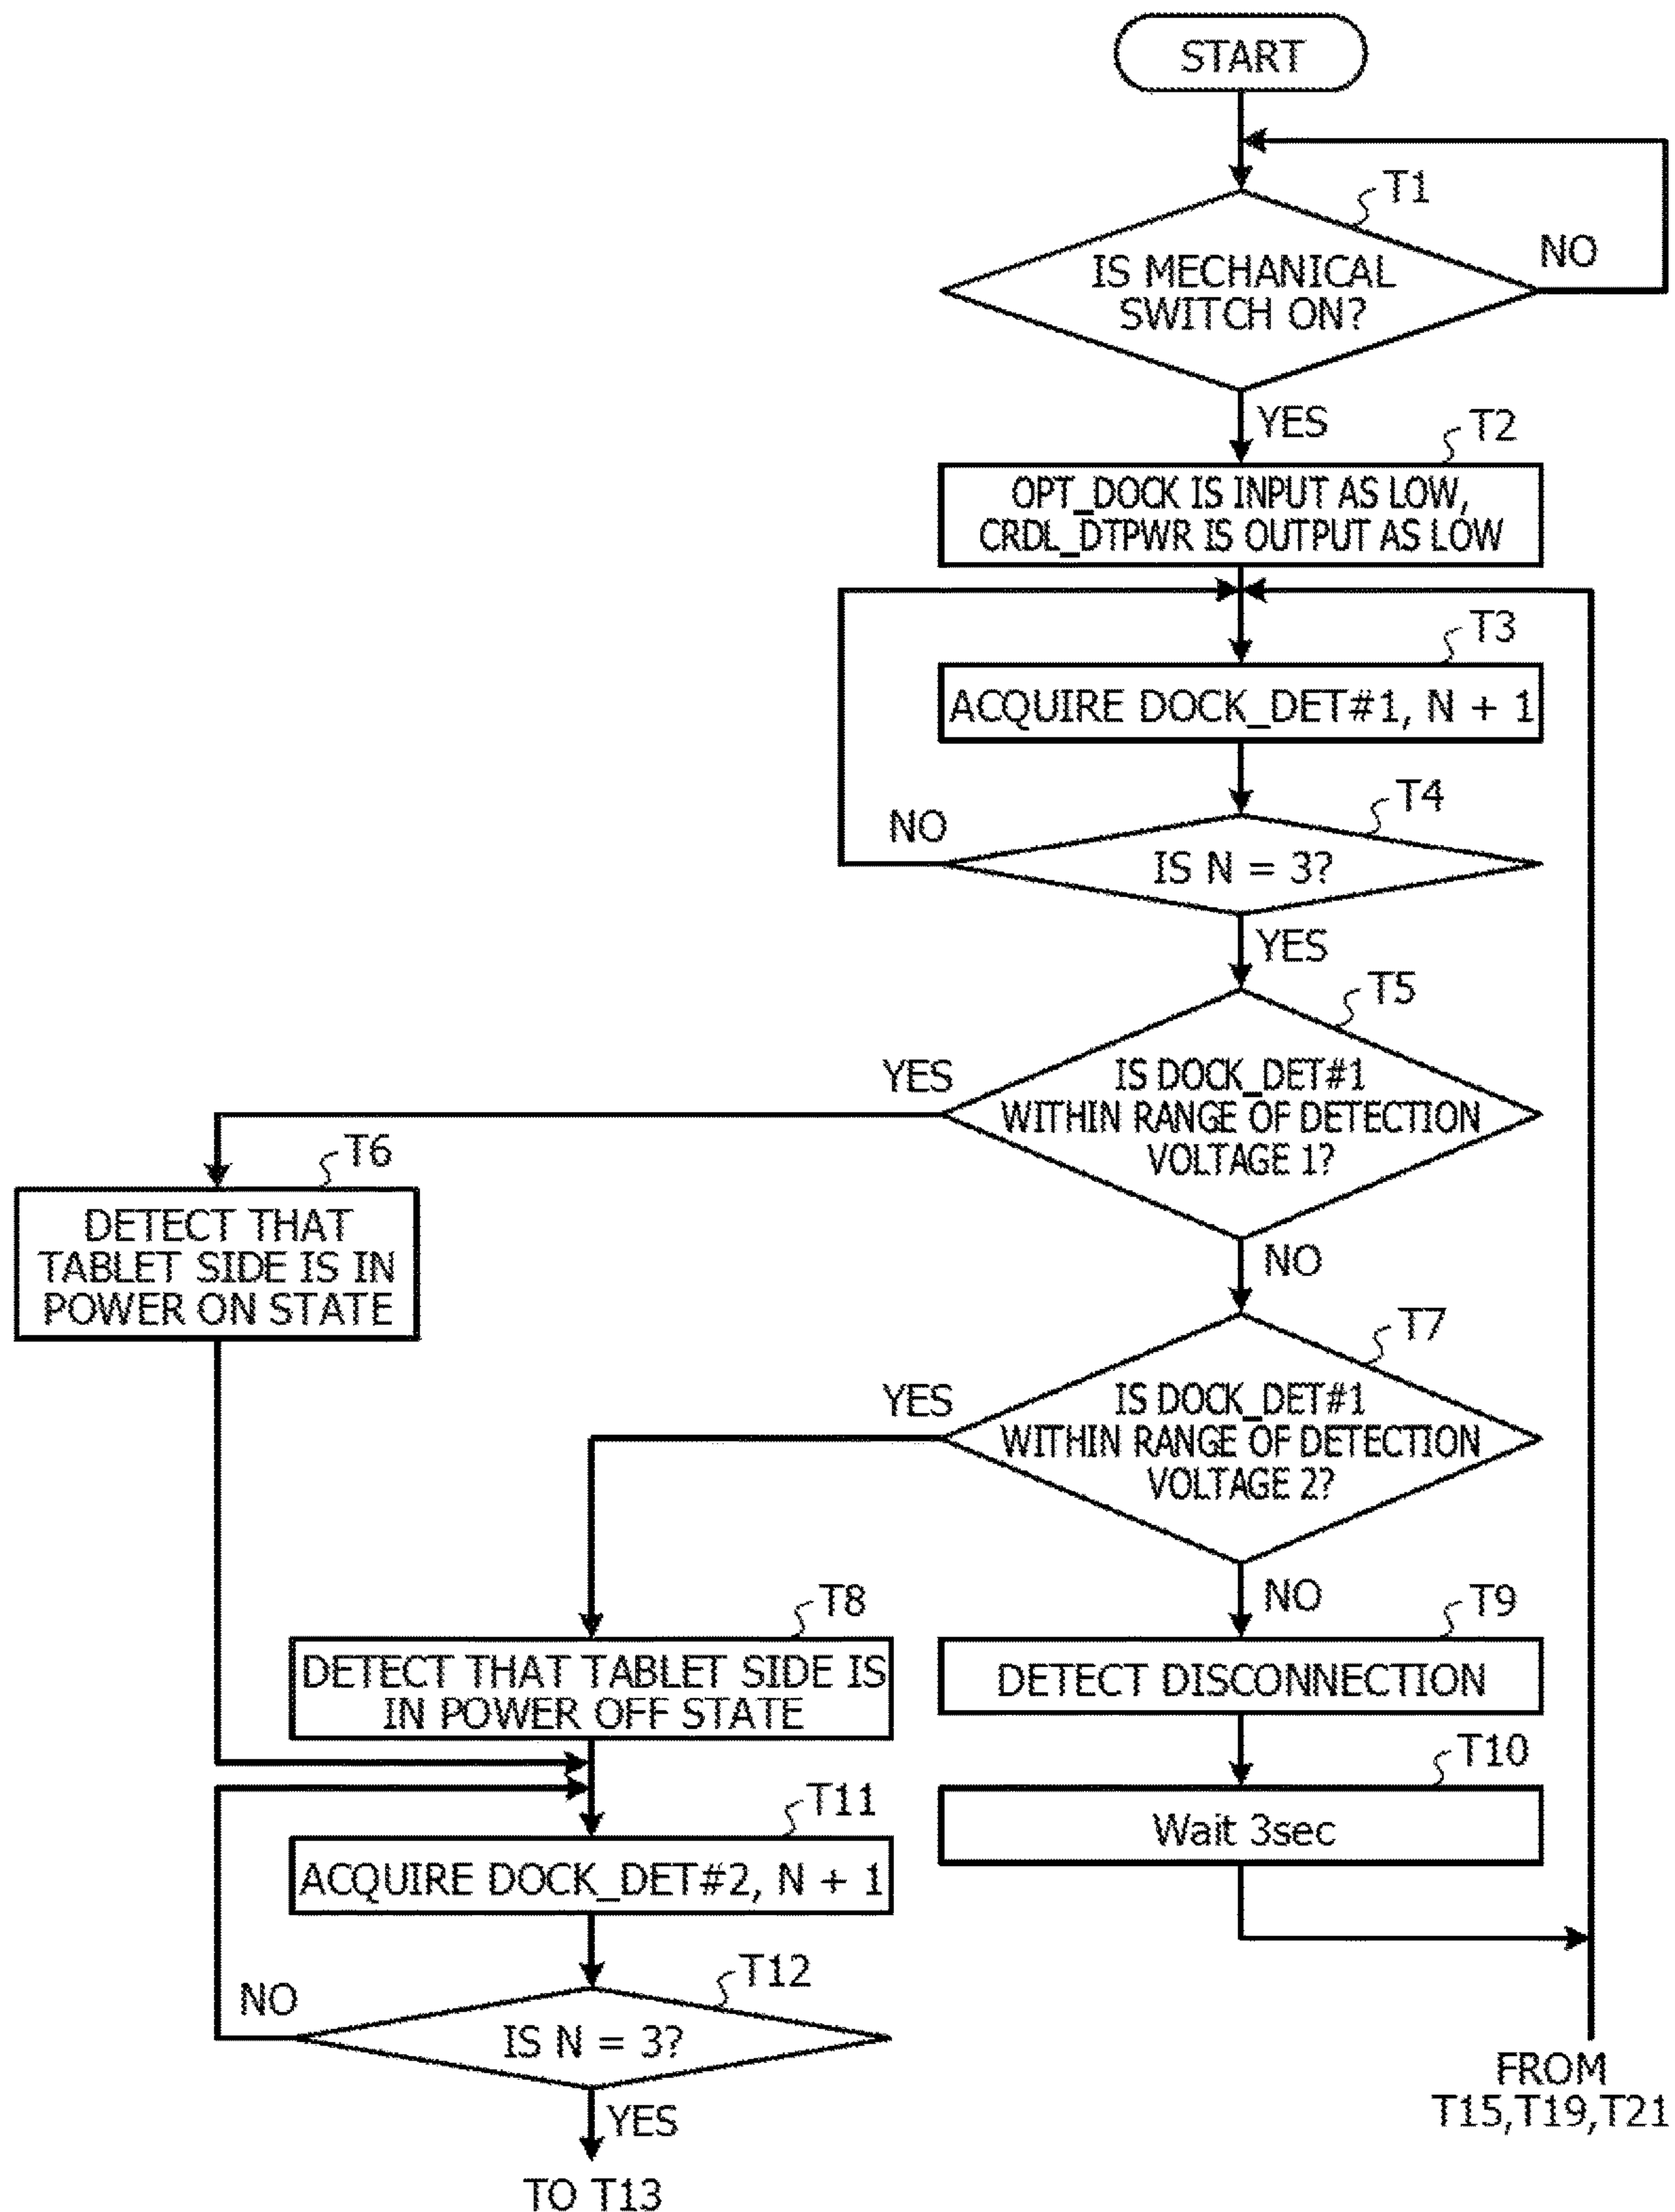 START
T1
IS MECHANICAL
SWITCH ON?
NO
YES
T2
OPT_DOCK IS INPUT AS LOW,
CRDL_DTPWR IS OUTPUT AS LOW
T3
ACQUIRE DOCK_DET#1, N + 1
T4
NO
IS N = 3?
YES
T5
YES
IS DOCK_DET#1
WITHIN RANGE OF DETECTION
VOLTAGE 1?
NO
T6
DETECT THAT
TABLET SIDE IS IN
POWER ON STATE
T7
YES
IS DOCK_DET#1
WITHIN RANGE OF DETECTION
VOLTAGE 2?
NO
T8
DETECT THAT TABLET SIDE IS
IN POWER OFF STATE
T9
DETECT DISCONNECTION
T10
Wait 3sec
T11
ACQUIRE DOCK_DET#2, N + 1
T12
NO
IS N = 3?
YES
TO T13
FROM
T15,T19,T21